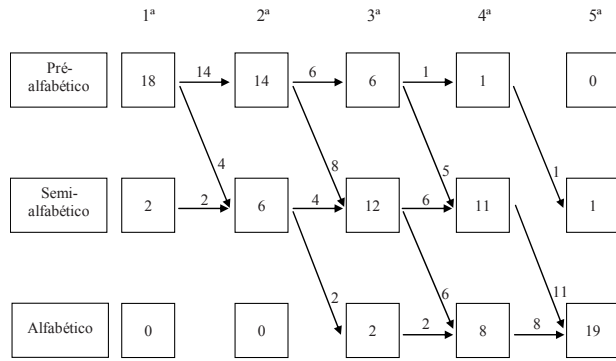 1ª 2ª 3ª 4ª 5ª
Pré-
alfabético
18 14 14 6 6 1 1 0
4 8 5 1
Semi-
alfabético
2 2 6 4 12 6 11 1
2 6 11
Alfabético
0 0 2 2 8 8 19